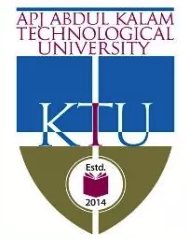 APJ ABDUL KALAM
TECHNOLOGICAL
UNIVERSITY
KTU
Estd.
2014